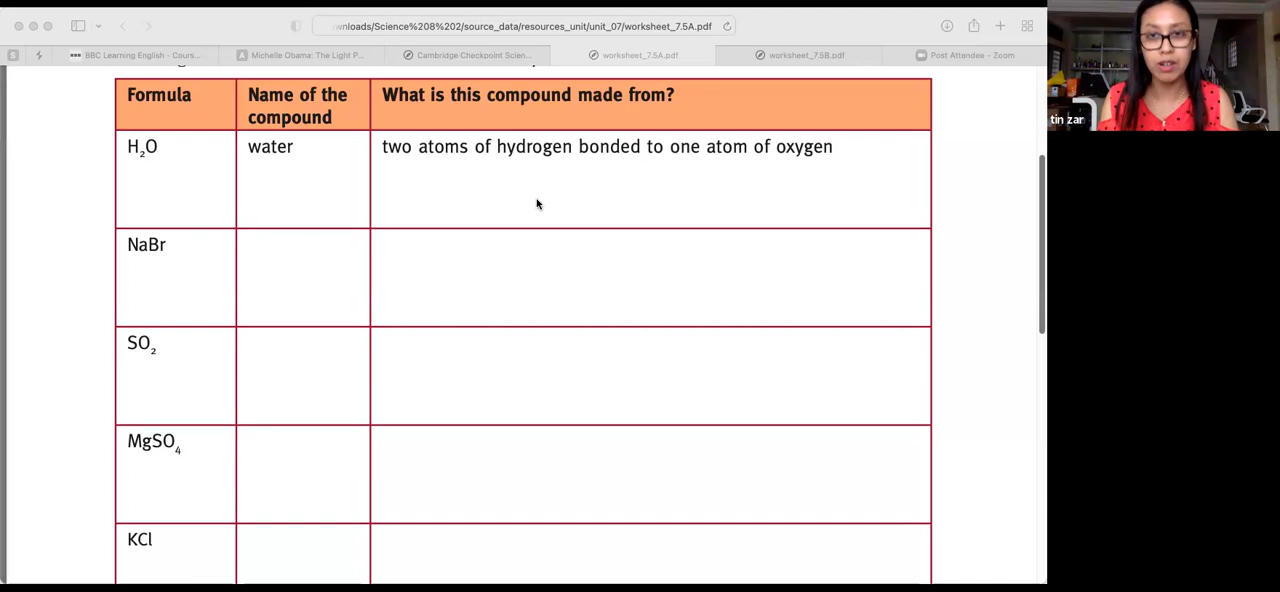 wnloads/Science%208%202/source_data/resources_unit/unit_07/worksheet_7.5A.pdf
S
BBC Learning English - Cours...
Michelle Obama: The Light P...
Cambridge Checkpoint Scien...
worksheet_7.5A.pdf
worksheet_7.5B.pdf
Post Attendee - Zoom
tin zar
Formula
Name of the
compound
What is this compound made from?
H₂O
water
two atoms of hydrogen bonded to one atom of oxygen
NaBr
SO₂
MgSO₄
KCl